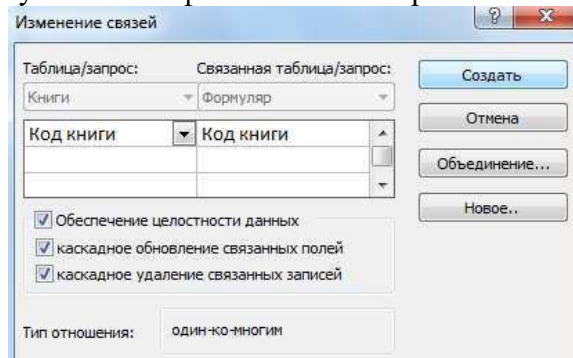 Изменение связей
Таблица/запрос: Связанная таблица/запрос:
Книги Формуляр
Код книги Код книги
Обеспечение целостности данных
каскадное обновление связанных полей
каскадное удаление связанных записей
Тип отношения: один-ко-многим
Создать
Отмена
Объединение...
Новое..